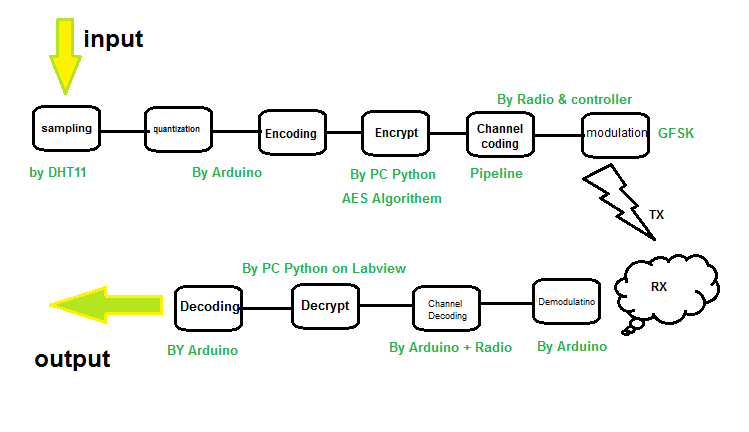 input
By Radio & controller
sampling
quantization
Encoding
Encrypt
Channel
coding
modulation
GFSK
by DHT11
By Arduino
By PC Python
AES Algorithem
Pipeline
TX
By PC Python on Labview
RX
Decoding
Decrypt
Channel
Decoding
Demodulatino
BY Arduino
By Arduino + Radio
By Arduino
output